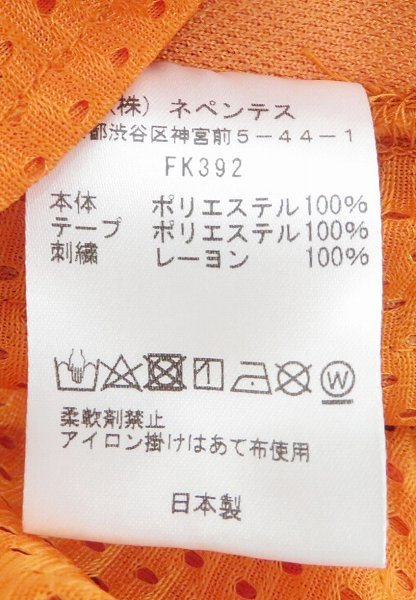 (株) ネペンテス
都渋谷区神宮前5-44-1
FK392
本体 ポリエステル100%
テープ ポリエステル100%
刺繍 レーヨン 100%
W
柔軟剤禁止
アイロン掛けはあて布使用
日本製